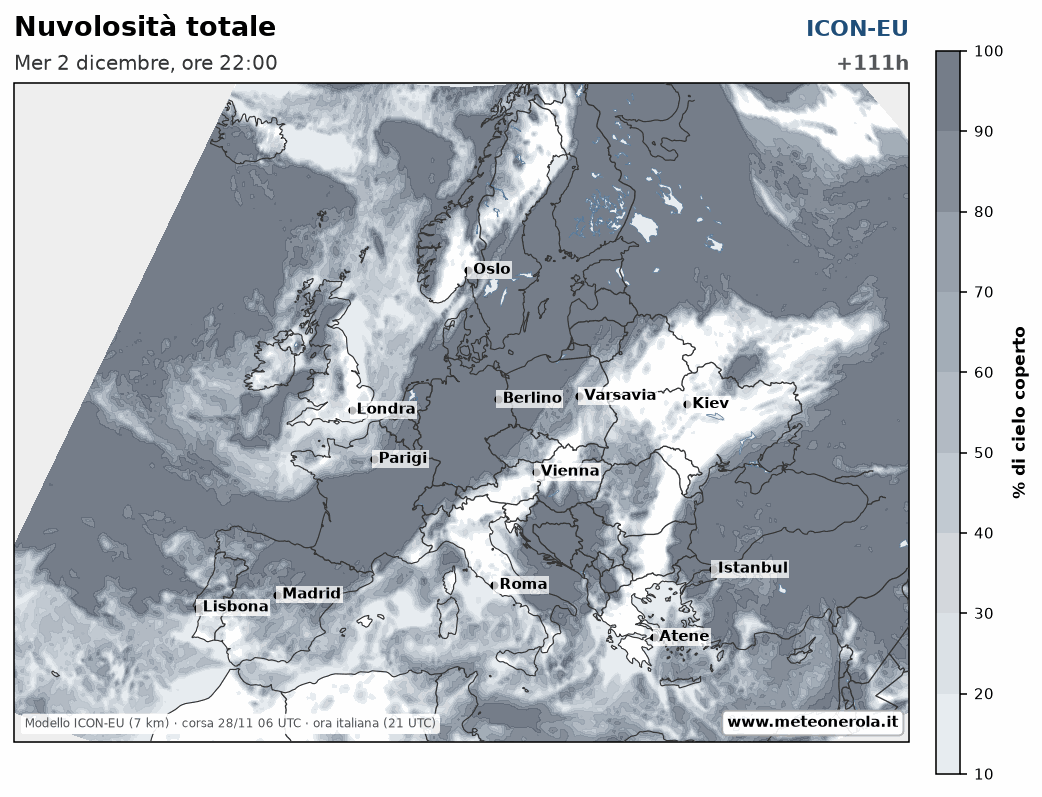 Nuvolosità totale
ICON-EU
Mer 2 dicembre, ore 22:00
+111h
100
90
80
70
60
50
40
30
20
10
% di cielo coperto
Oslo
Berlino
Varsavia
Kiev
Londra
Parigi
Vienna
Istanbul
Roma
Madrid
Lisbona
Atene
Modello ICON-EU (7 km) · corsa 28/11 06 UTC · ora italiana (21 UTC)
www.meteonerola.it